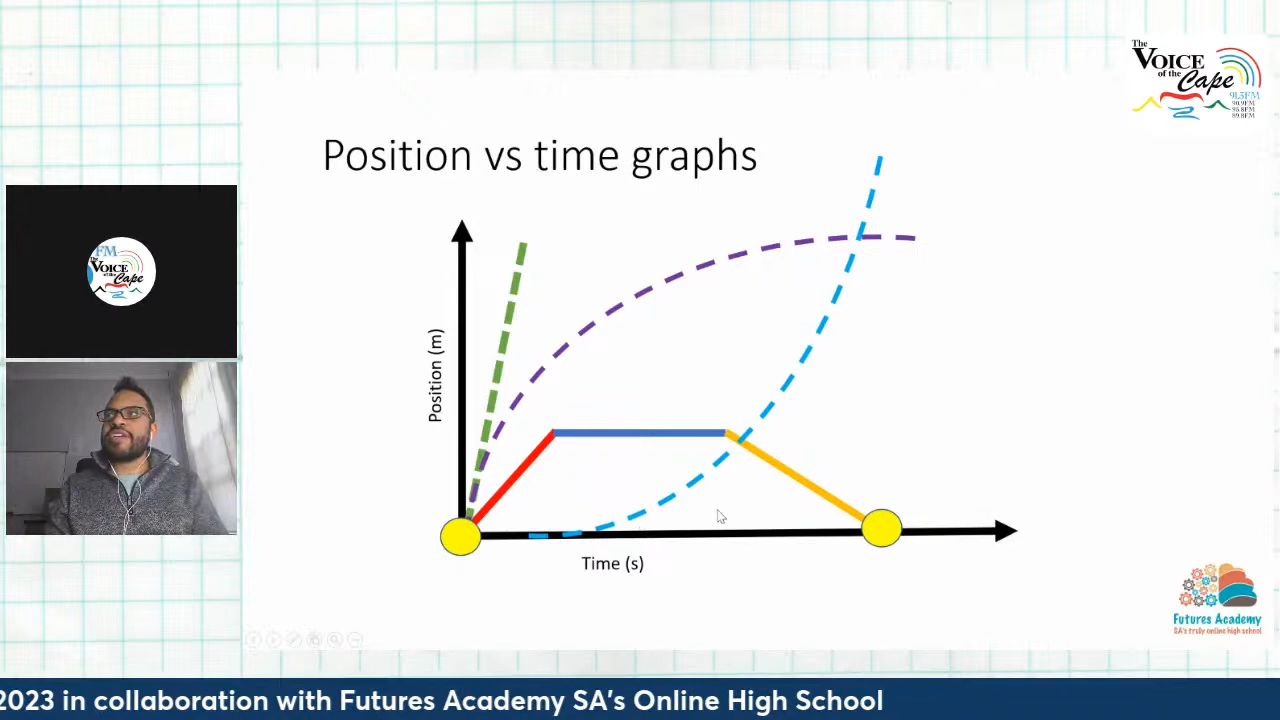 The
VOICE
of the
Cape
91.3FM
90.9FM
95.8FM
89.8FM
Position vs time graphs
FM
The
VOICE
of the
Cape
Position (m)
Time (s)
Futures Academy
SA's truly online high school
2023 in collaboration with Futures Academy SA's Online High School